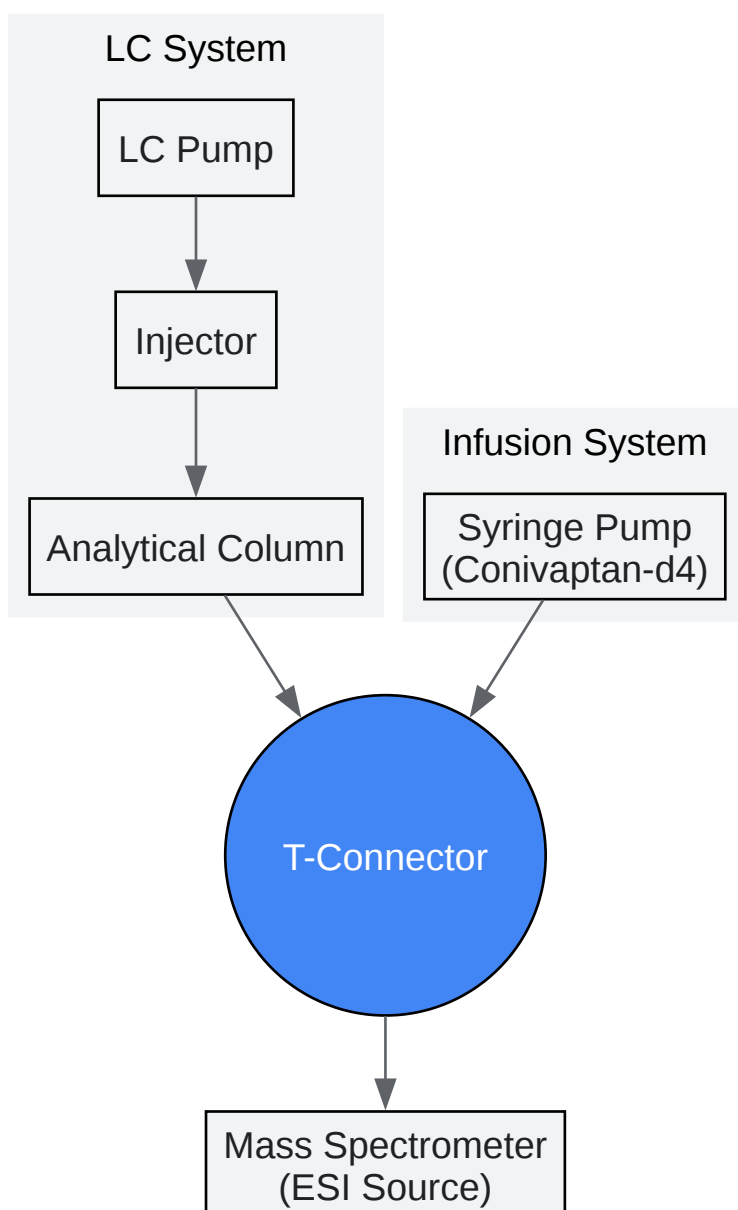 LC System
LC Pump
Injector
Analytical Column
Infusion System
Syringe Pump
(Conivaptan-d4)
T-Connector
Mass Spectrometer
(ESI Source)